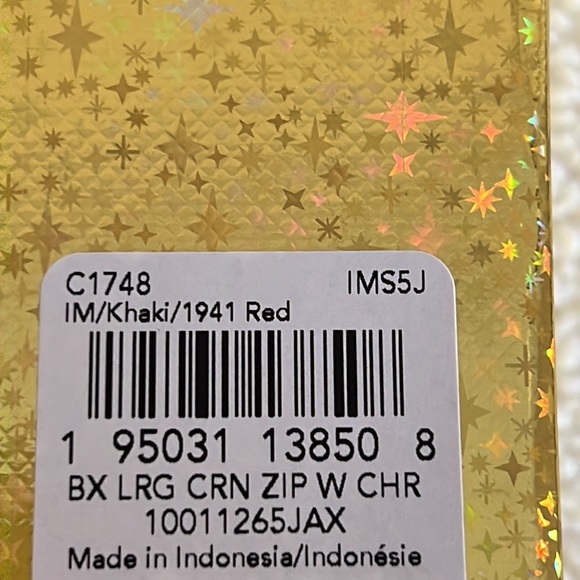 C1748 IMS5J
IM/Khaki/1941 Red
1 95031 13850 8
BX LRG CRN ZIP W CHR
10011265JAX
Made in Indonesia/Indonésie